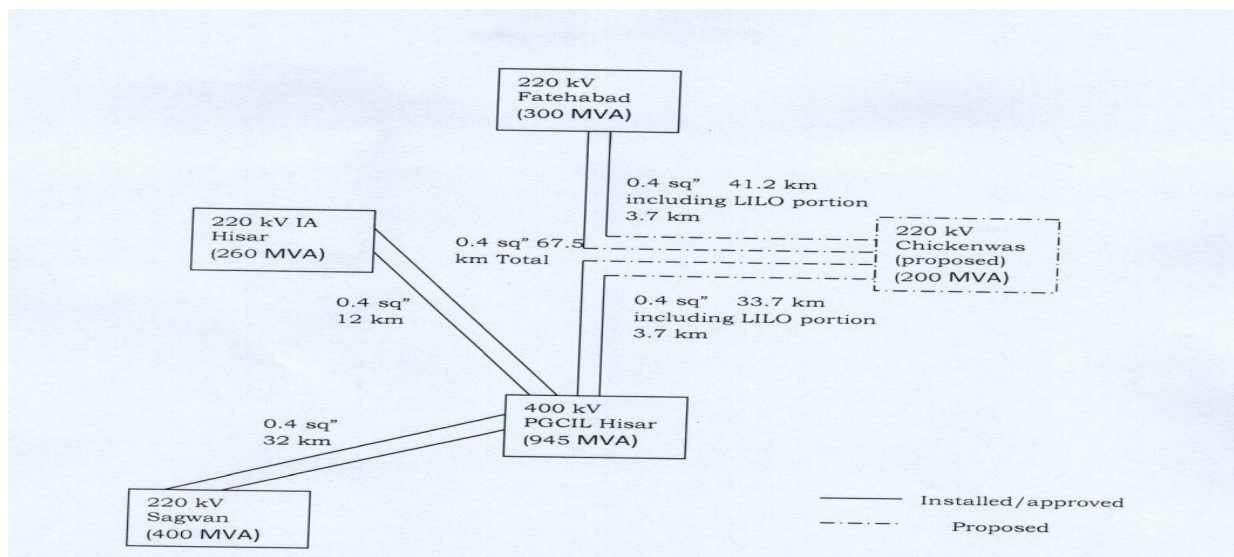 220 kV
Fatehabad
(300 MVA)
0.4 sq" 41.2 km
including LILO portion
3.7 km
220 kV IA
Hisar
(260 MVA)
0.4 sq" 67.5
km Total
220 kV
Chickenwas
(proposed)
(200 MVA)
0.4 sq"
12 km
0.4 sq" 33.7 km
including LILO portion
3.7 km
400 kV
PGCIL Hisar
(945 MVA)
0.4 sq"
32 km
220 kV
Sagwan
(400 MVA)
Installed/approved
Proposed